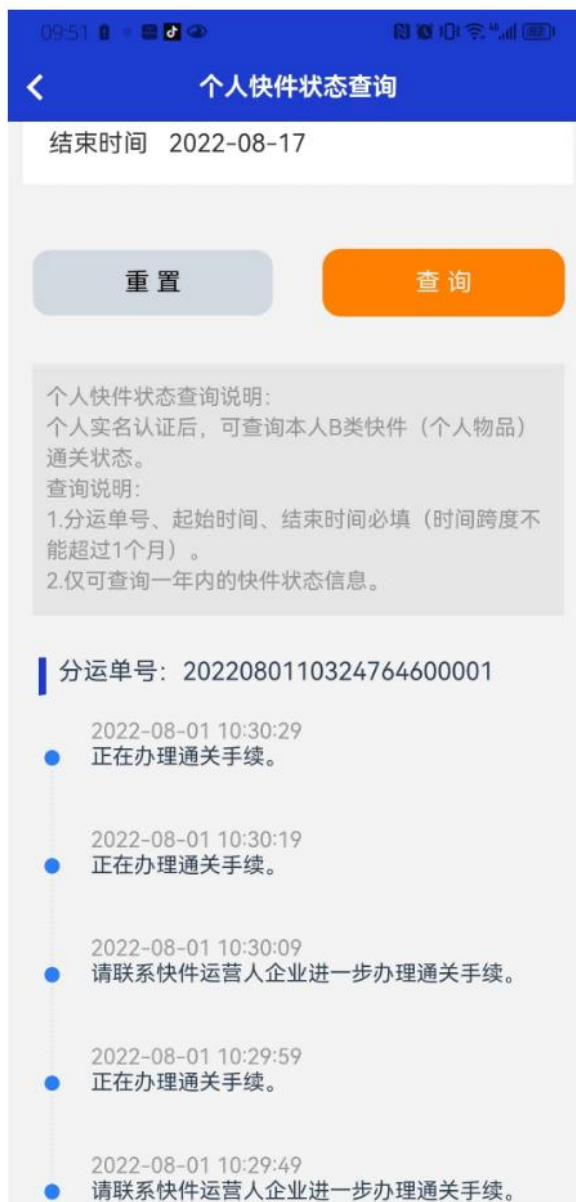 09:51
个人快件状态查询
结束时间 2022-08-17
重置
查询
个人快件状态查询说明:
个人实名认证后，可查询本人B类快件（个人物品）
通关状态。
查询说明:
1.分运单号、起始时间、结束时间必填（时间跨度不
能超过1个月）。
2.仅可查询一年内的快件状态信息。
分运单号: 2022080110324764600001
2022-08-01 10:30:29
正在办理通关手续。
2022-08-01 10:30:19
正在办理通关手续。
2022-08-01 10:30:09
请联系快件运营人企业进一步办理通关手续。
2022-08-01 10:29:59
正在办理通关手续。
2022-08-01 10:29:49
请联系快件运营人企业进一步办理通关手续。